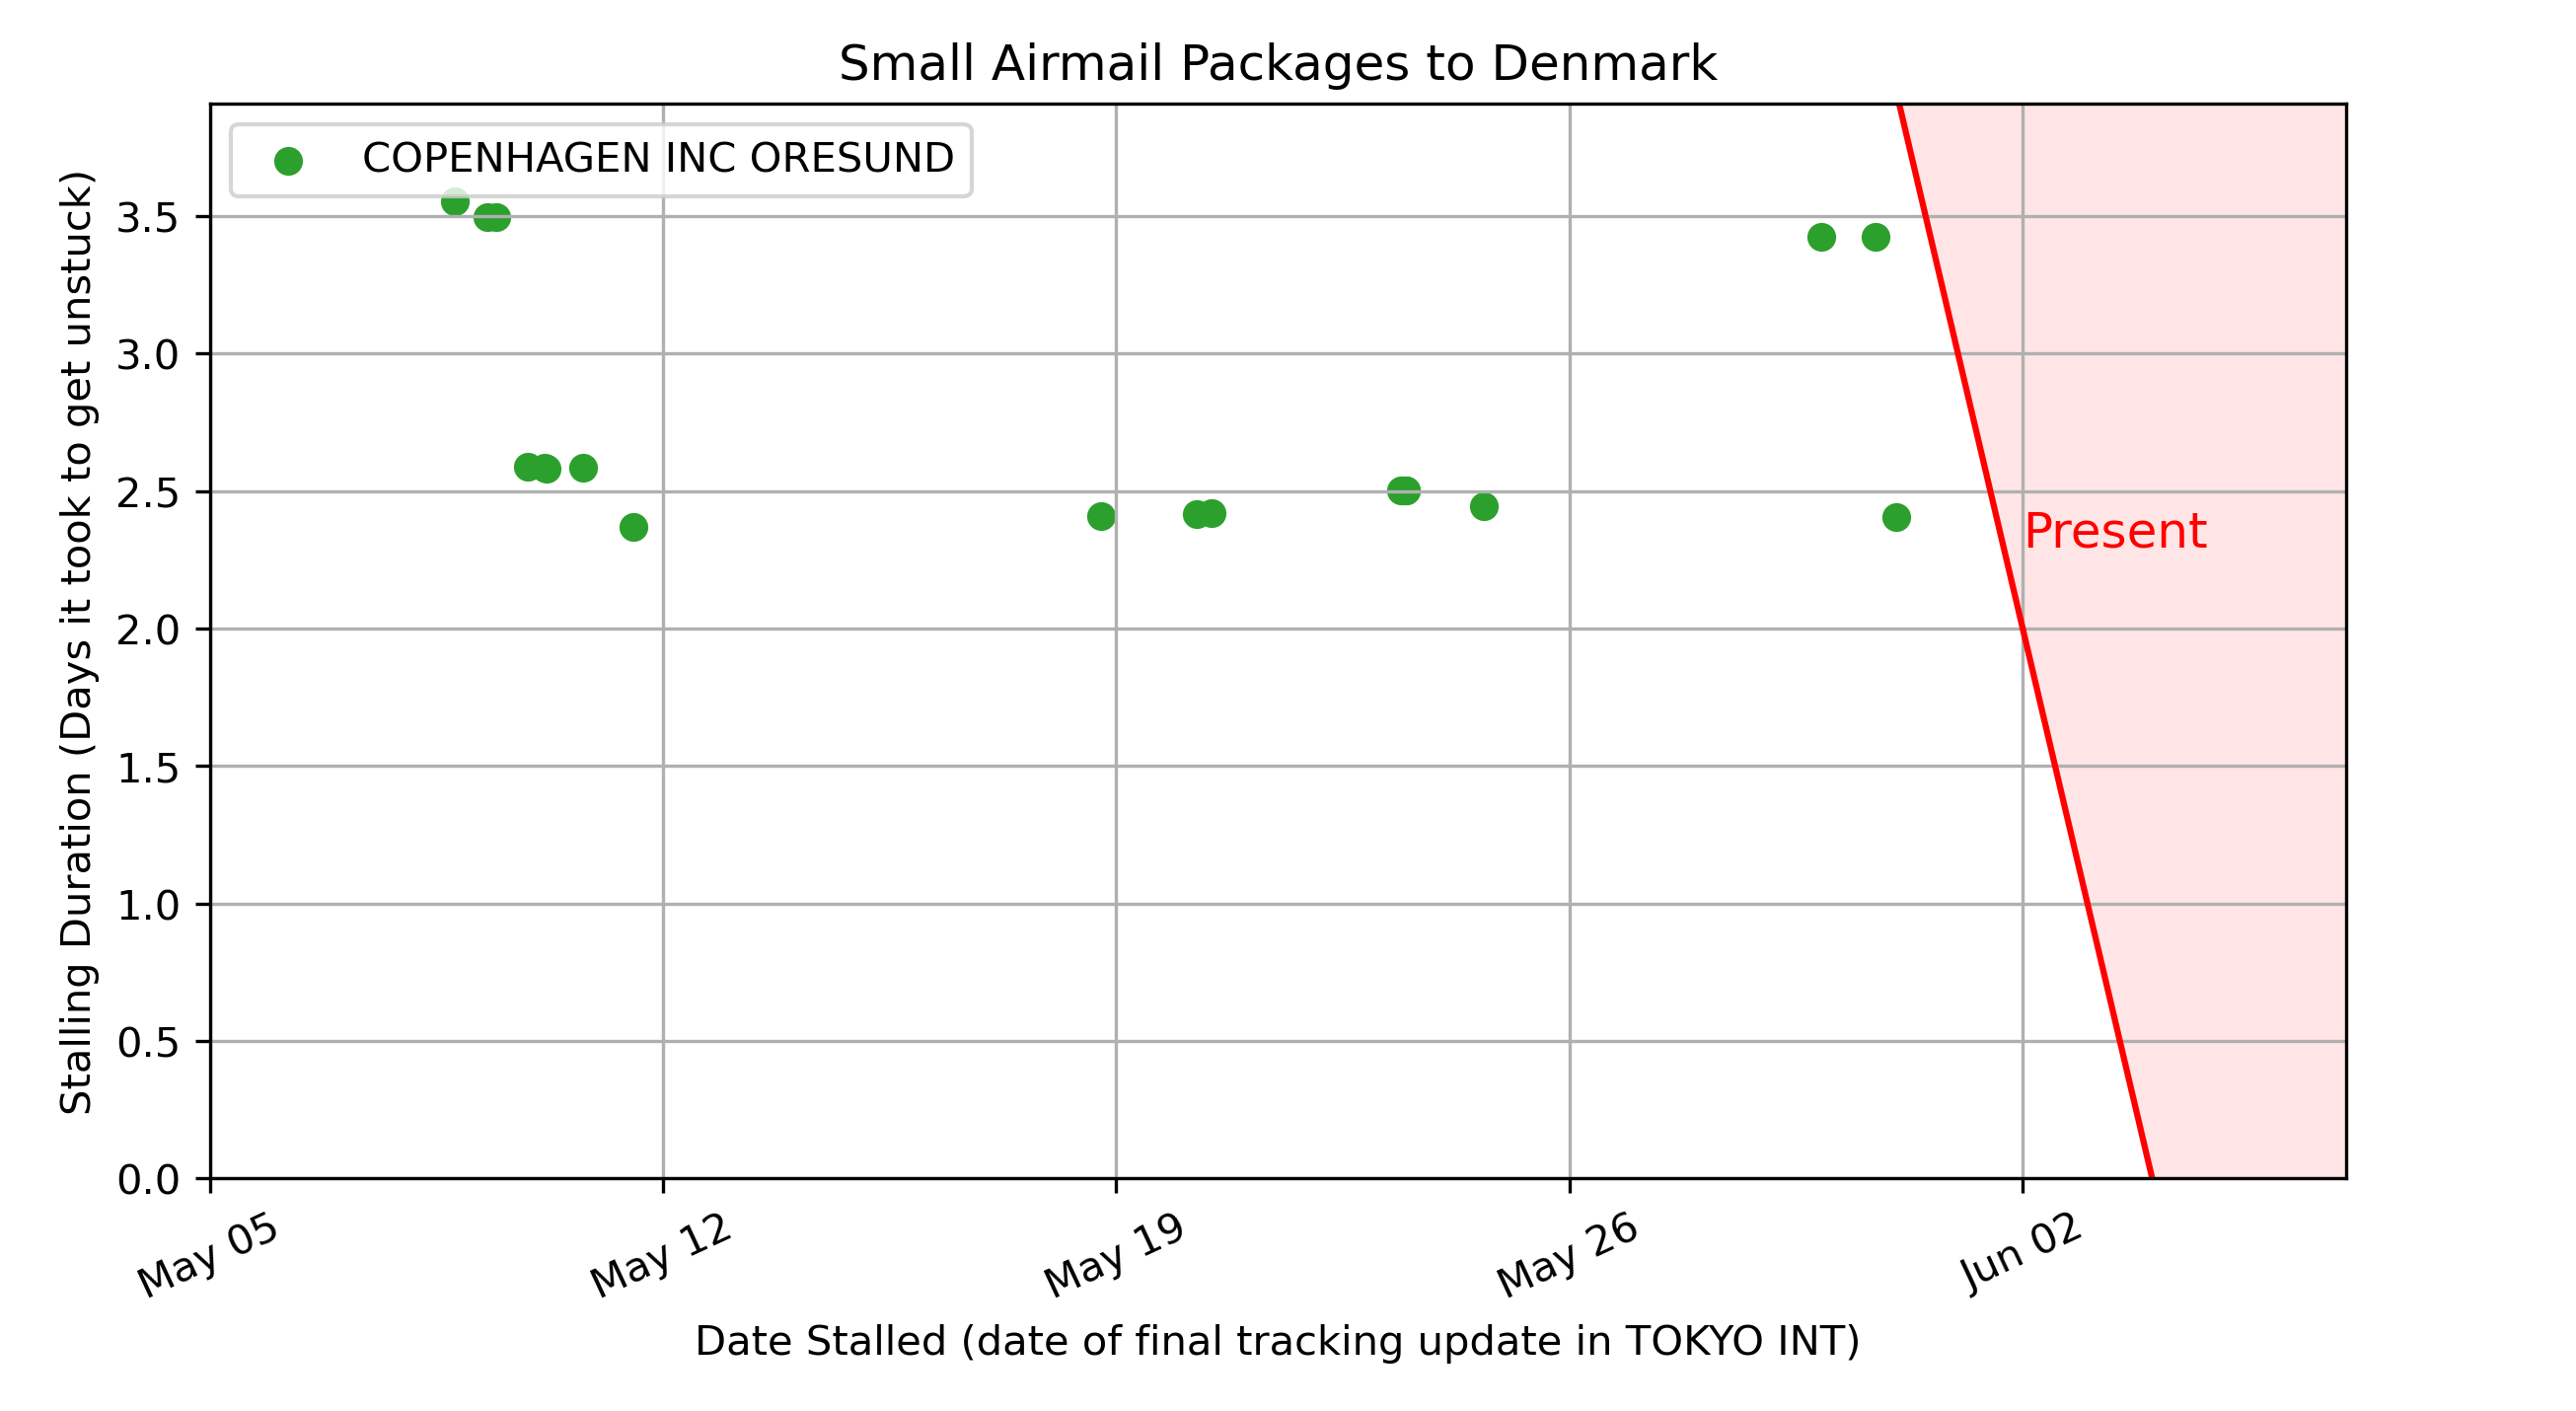 Small Airmail Packages to Denmark
COPENHAGEN INC ORESUND
Stalling Duration (Days it took to get unstuck)
3.5
3.0
2.5
2.0
1.5
1.0
0.5
0.0
Present
May 05
May 12
May 19
May 26
Jun 02
Date Stalled (date of final tracking update in TOKYO INT)